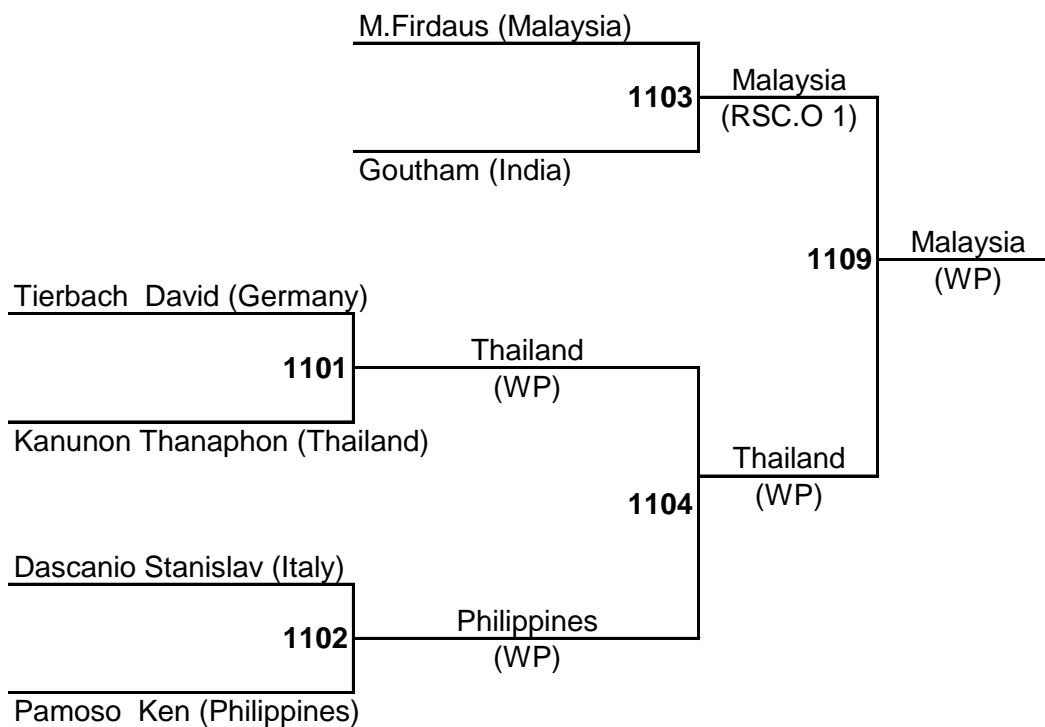 M.Firdaus (Malaysia)
1103
Malaysia
(RSC.O 1)
Goutham (India)
1109
Malaysia
(WP)
Tierbach  David (Germany)
1101
Thailand
(WP)
Kanunon Thanaphon (Thailand)
Thailand
(WP)
1104
Dascanio Stanislav (Italy)
1102
Philippines
(WP)
Pamoso  Ken (Philippines)